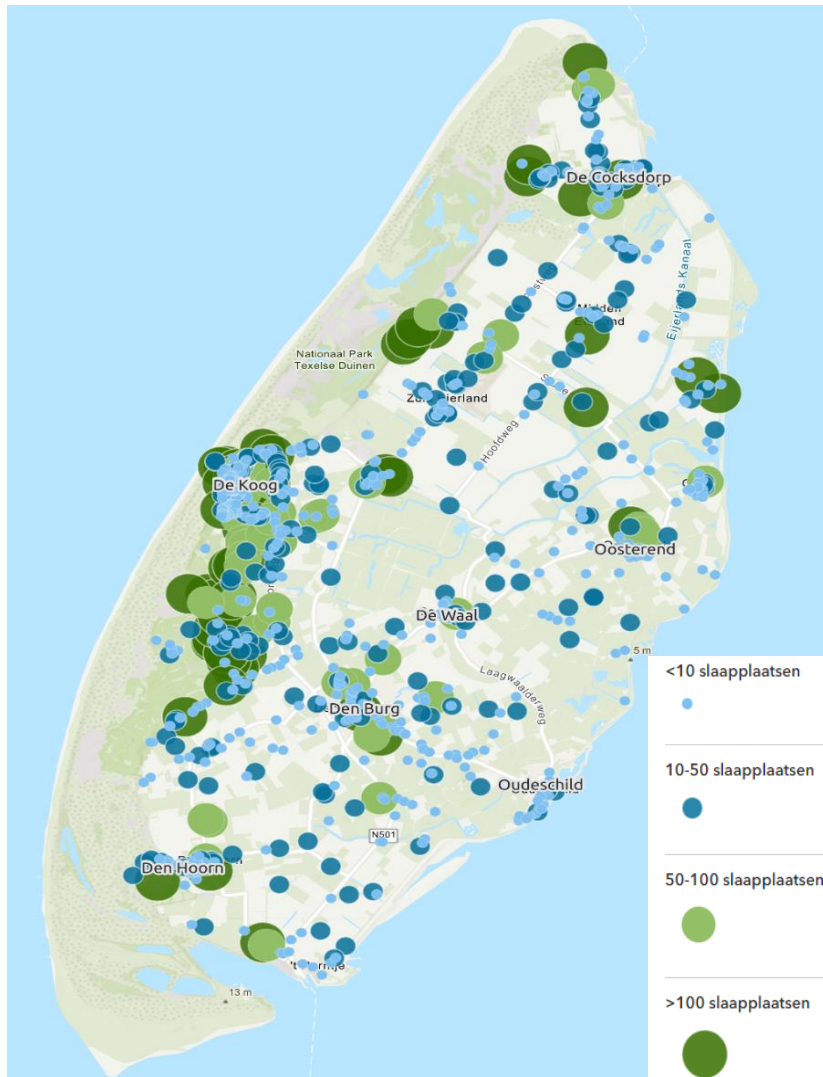 De Cocksdorp
Eijerlands Kanaal
Nationaal Park
Texelse Duinen
Hoofdweg
De Koog
Oosterend
De Waal
5 m
Laagwaalderweg
Den Burg
Oudeschild
N501
Den Hoorn
13 m
<10 slaapplaatsen
10-50 slaapplaatsen
50-100 slaapplaatsen
>100 slaapplaatsen